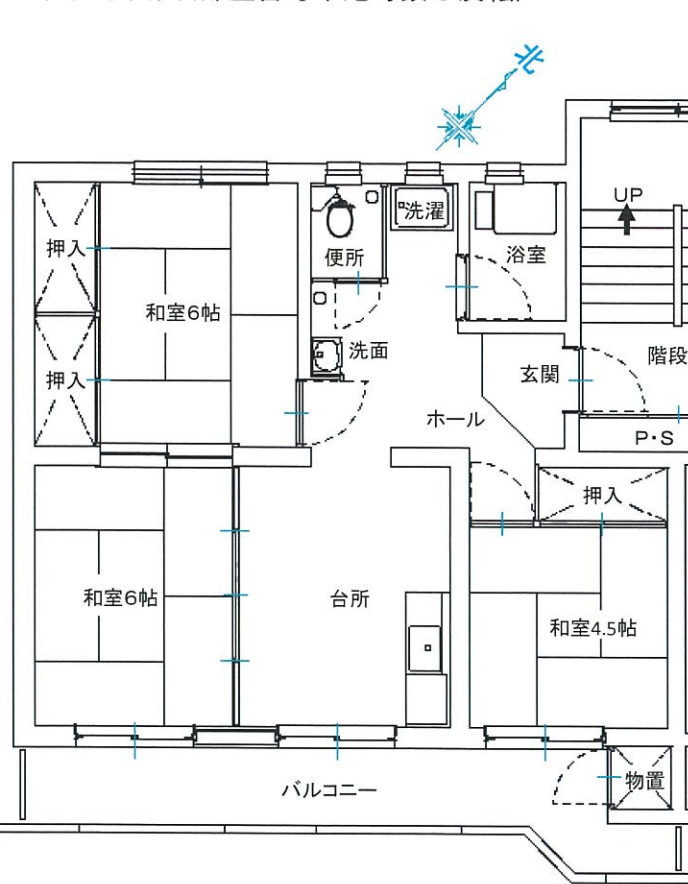 北
UP
押入
洗濯
便所
浴室
和室6帖
洗面
階段
押入
玄関
ホール
P・S
押入
和室6帖
台所
和室4.5帖
物置
バルコニー